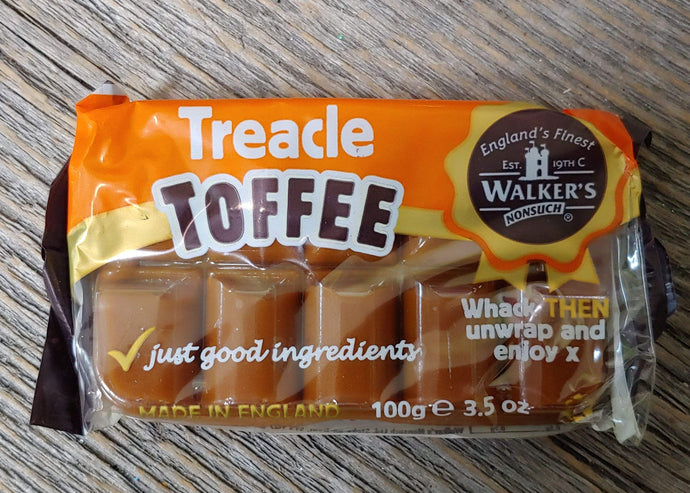 Treacle
TOFFEE
England's Finest
EST. 19TH C
WALKER'S
NONSUCH ®
Whack THEN
unwrap and
enjoy x
just good ingredients
MADE IN ENGLAND
100g e 3.5 oz